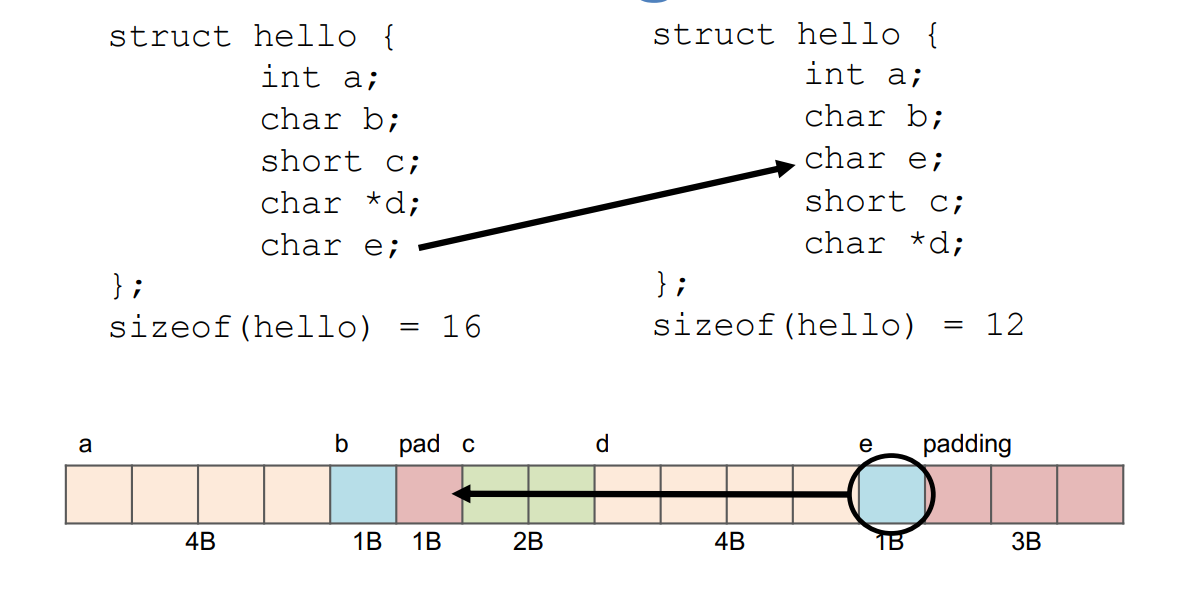 struct hello {
int a;
char b;
short c;
char *d;
char e;
};
sizeof(hello) = 16
struct hello {
int a;
char b;
char e;
short c;
char *d;
};
sizeof(hello) = 12
a b pad c d e padding
4B 1B 1B 2B 4B 1B 3B